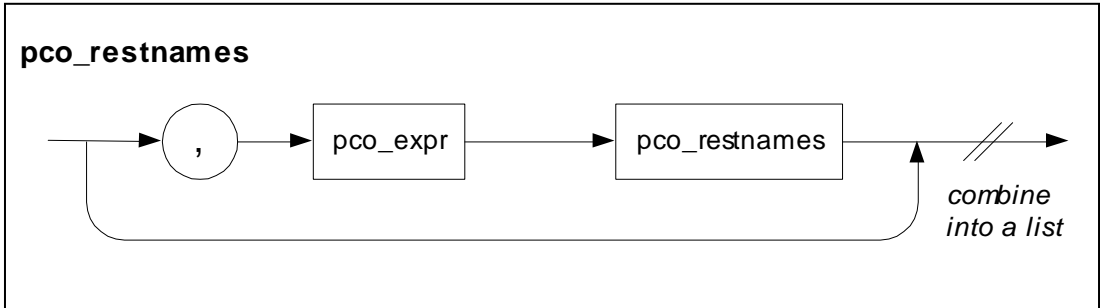 pco_restnames
, pco_expr pco_restnames
combine
into a list